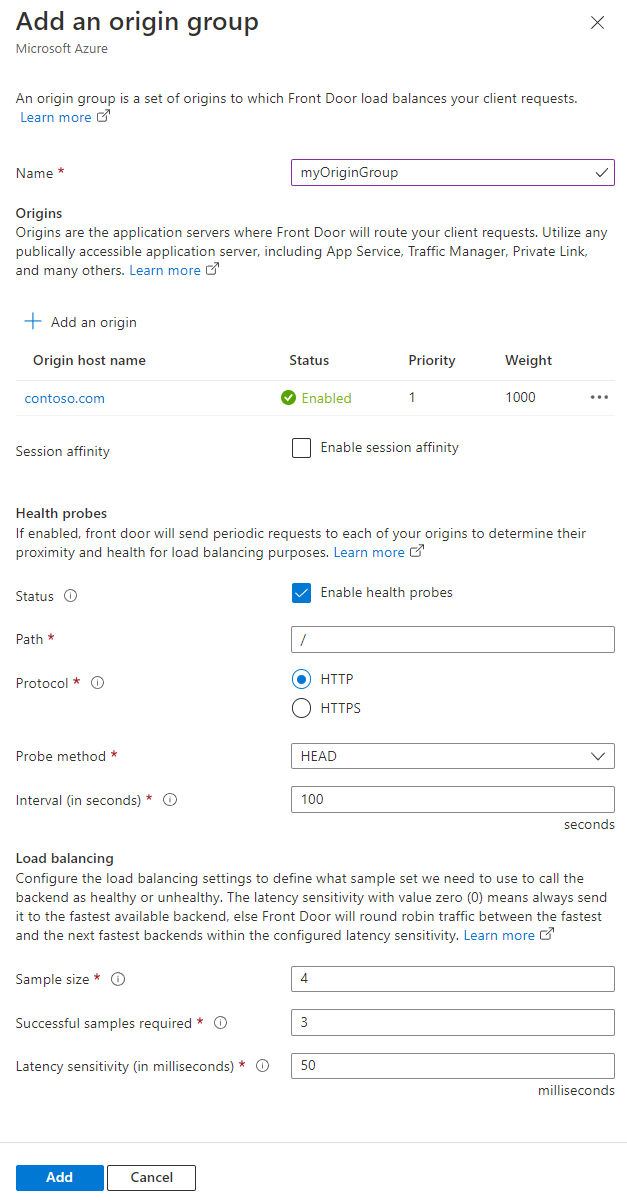 Add an origin group
Microsoft Azure
An origin group is a set of origins to which Front Door load balances your client requests.
Learn more
Name *
myOriginGroup
Origins
Origins are the application servers where Front Door will route your client requests. Utilize any
publically accessible application server, including App Service, Traffic Manager, Private Link,
and many others. Learn more
Add an origin
Origin host name Status Priority Weight
contoso.com Enabled 1 1000 ...
Session affinity
Enable session affinity
Health probes
If enabled, front door will send periodic requests to each of your origins to determine their
proximity and health for load balancing purposes. Learn more
Status
Enable health probes
Path *
/
Protocol *
HTTP
HTTPS
Probe method *
HEAD
Interval (in seconds) *
100
seconds
Load balancing
Configure the load balancing settings to define what sample set we need to use to call the
backend as healthy or unhealthy. The latency sensitivity with value zero (0) means always send
it to the fastest available backend, else Front Door will round robin traffic between the fastest
and the next fastest backends within the configured latency sensitivity. Learn more
Sample size *
4
Successful samples required *
3
Latency sensitivity (in milliseconds) *
50
milliseconds
Add
Cancel